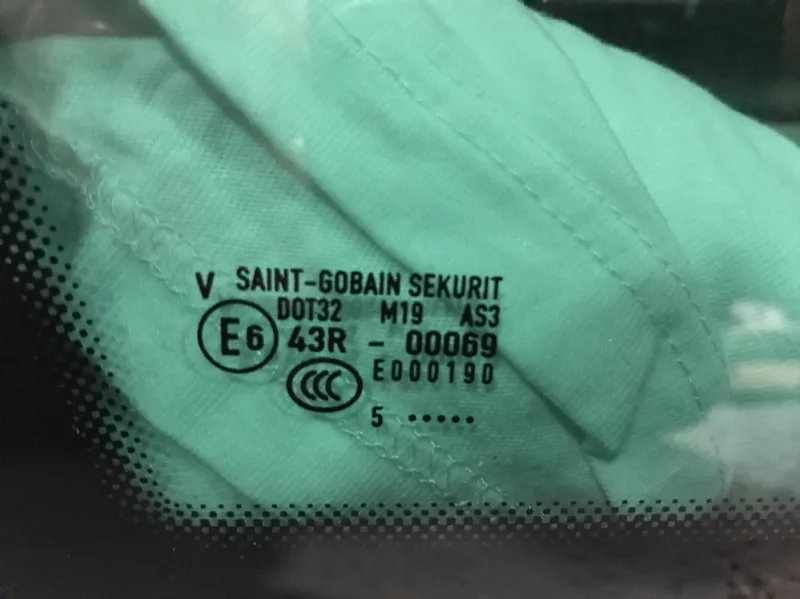 V SAINT-GOBAIN SEKURIT
DOT32 M19 AS3
E6 43R - 00069
CCC E000190
5 •••••